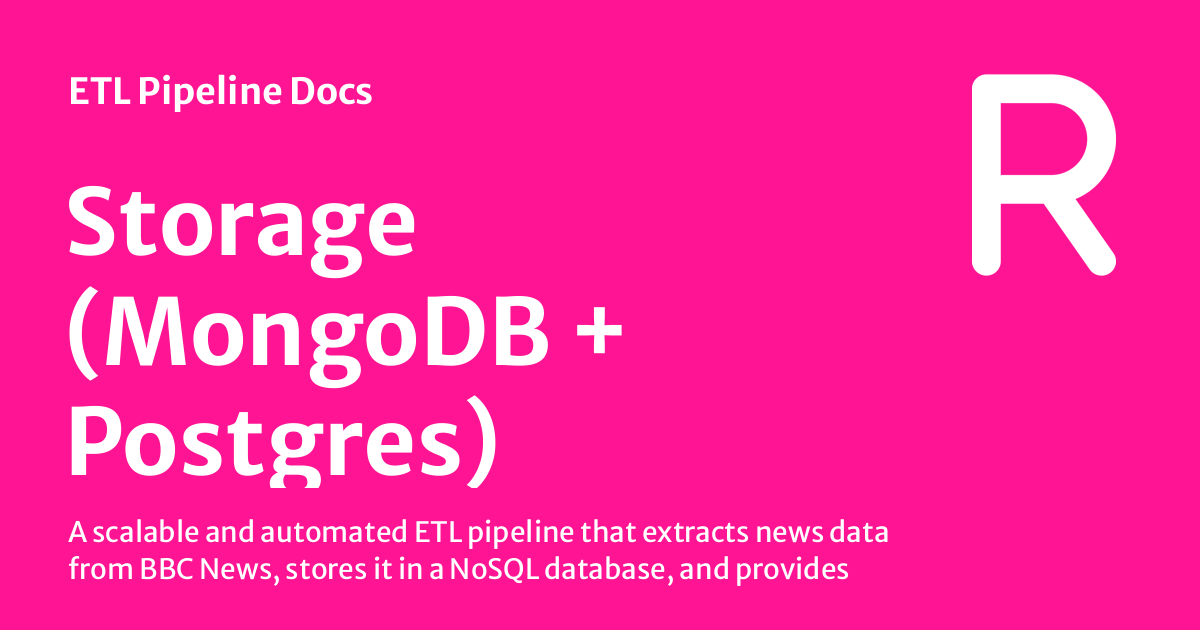 ETL Pipeline Docs
R
Storage
(MongoDB +
Postgres)
A scalable and automated ETL pipeline that extracts news data
from BBC News, stores it in a NoSQL database, and provides